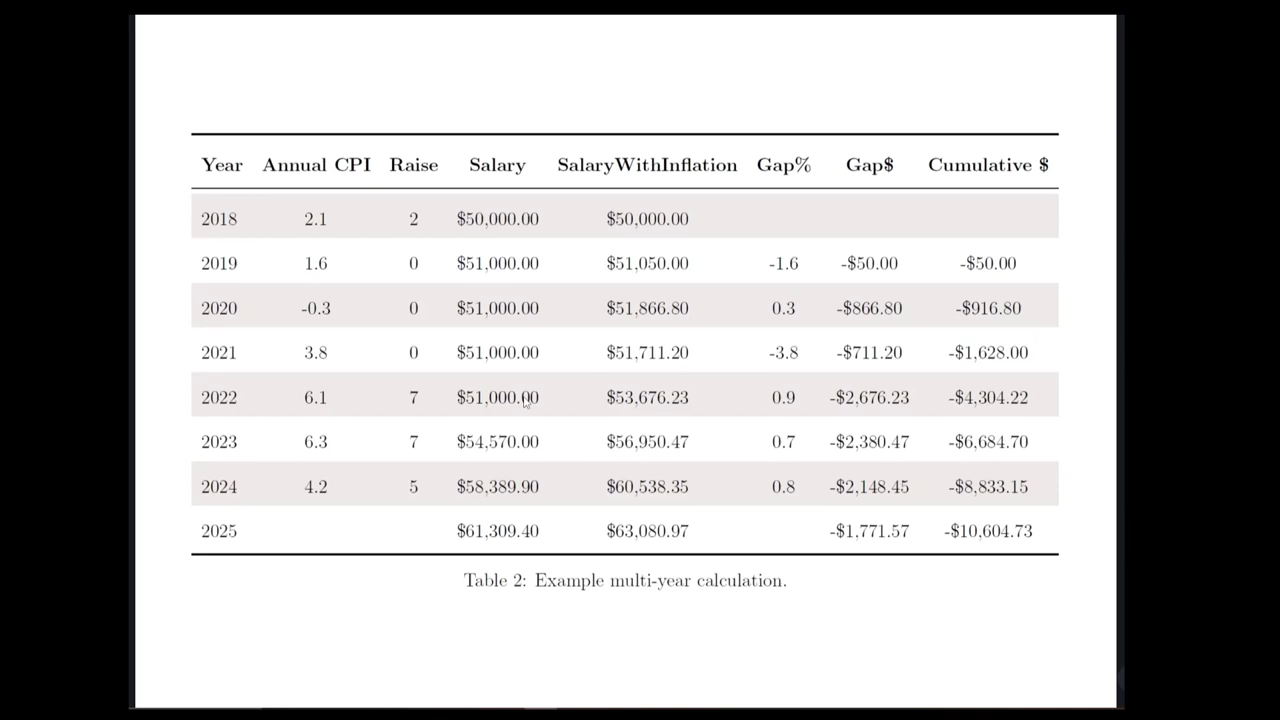 Year Annual CPI Raise Salary SalaryWithInflation Gap% Gap$ Cumulative $
2018 2.1 2 $50,000.00 $50,000.00
2019 1.6 0 $51,000.00 $51,050.00 -1.6 -$50.00 -$50.00
2020 -0.3 0 $51,000.00 $51,866.80 0.3 -$866.80 -$916.80
2021 3.8 0 $51,000.00 $51,711.20 -3.8 -$711.20 -$1,628.00
2022 6.1 7 $51,000.00 $53,676.23 0.9 -$2,676.23 -$4,304.22
2023 6.3 7 $54,570.00 $56,950.47 0.7 -$2,380.47 -$6,684.70
2024 4.2 5 $58,389.90 $60,538.35 0.8 -$2,148.45 -$8,833.15
2025 $61,309.40 $63,080.97 -$1,771.57 -$10,604.73
Table 2: Example multi-year calculation.